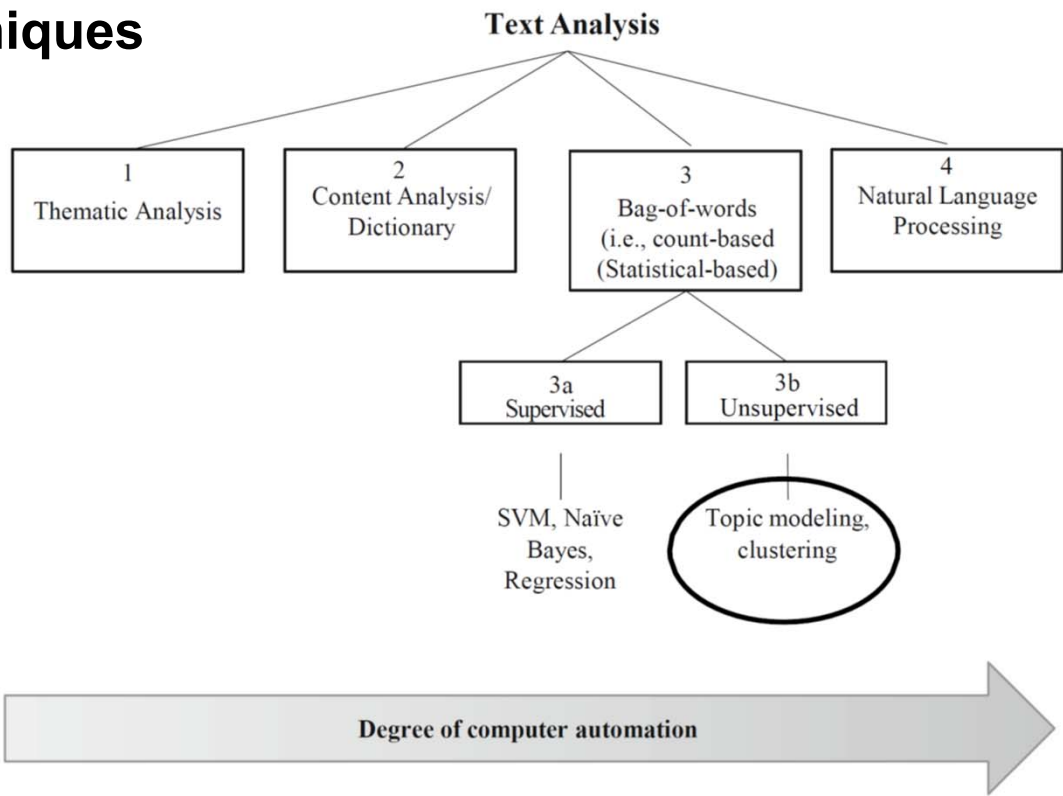 Text Analysis
1
Thematic Analysis
2
Content Analysis/
Dictionary
3
Bag-of-words
(i.e., count-based
(Statistical-based)
4
Natural Language
Processing
3a
Supervised
3b
Unsupervised
SVM, Naïve
Bayes,
Regression
Topic modeling,
clustering
Degree of computer automation